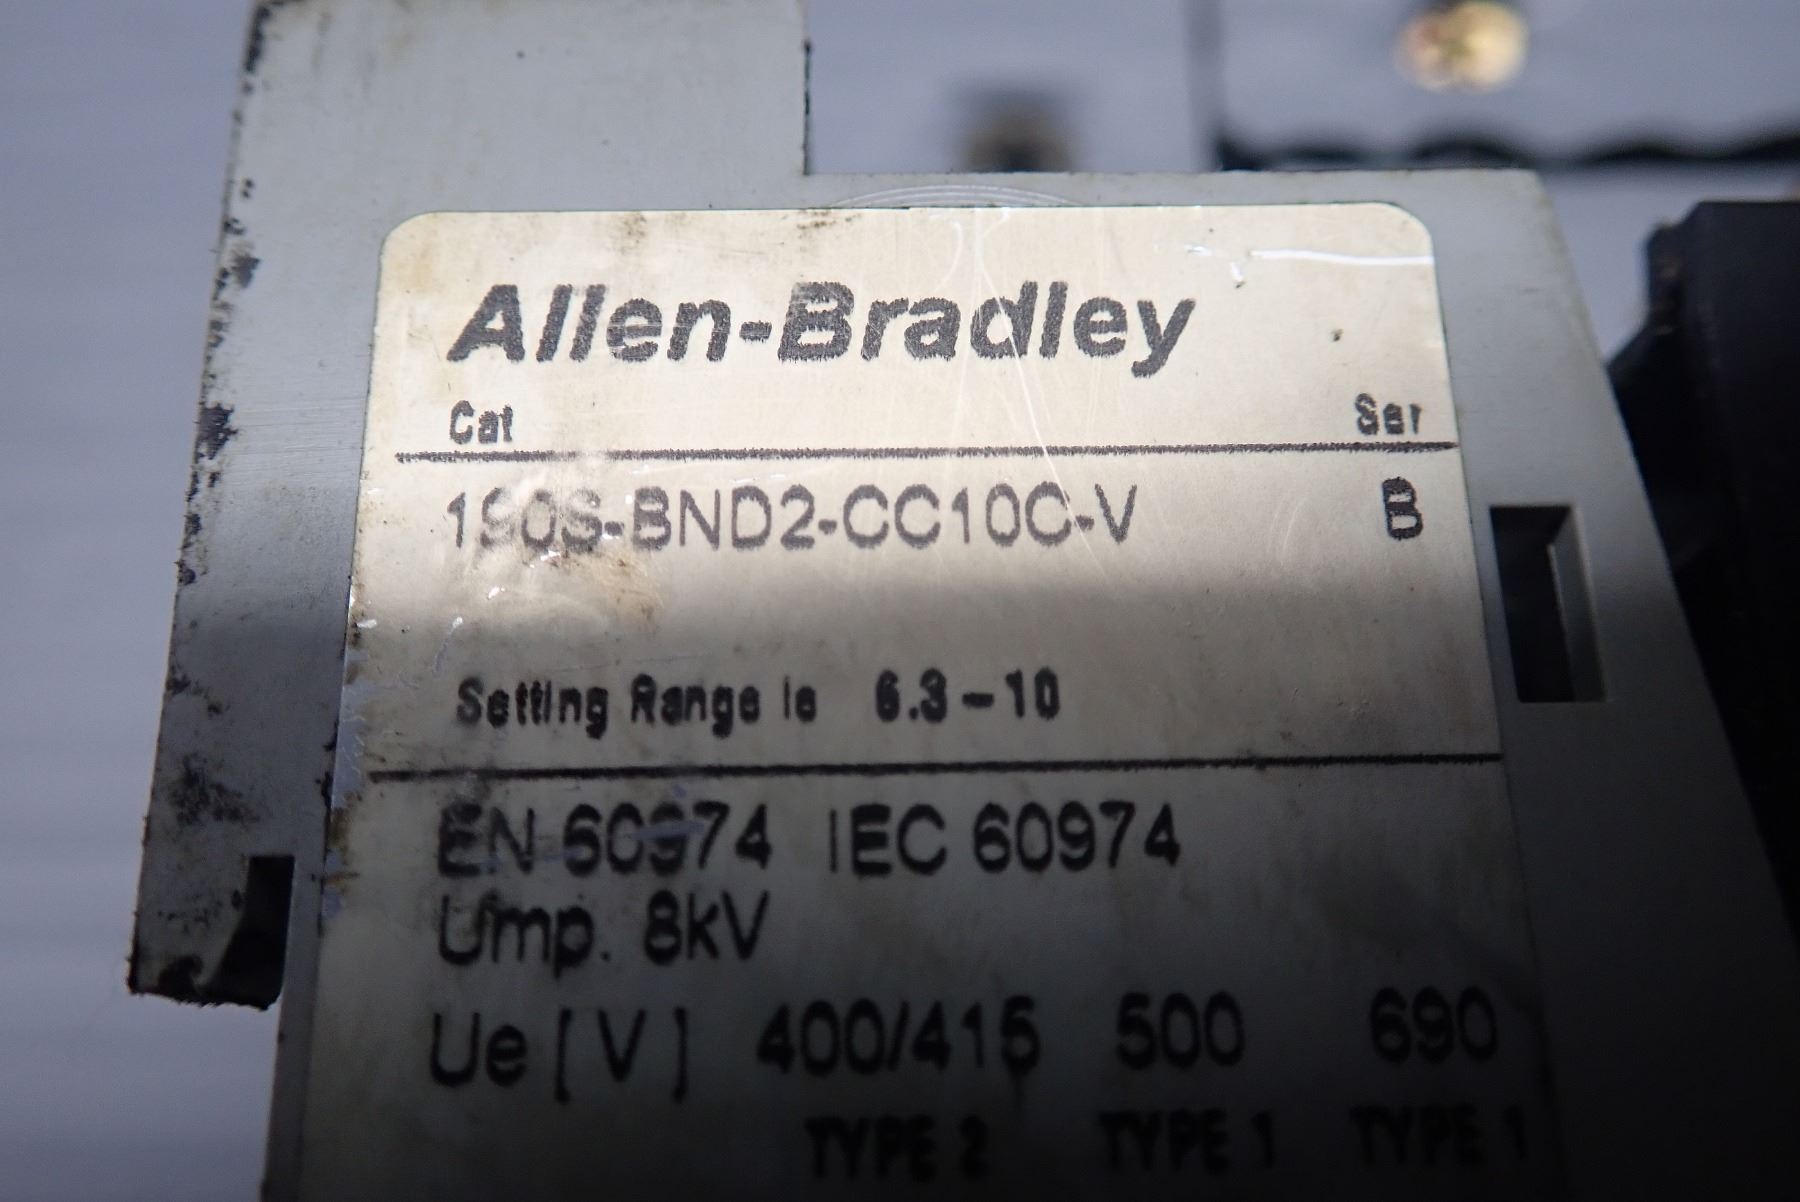 Allen-Bradley
Cat Ser
190S-BND2-CC10C-V B
Setting Range Ie 6.3-10
EN 60974 IEC 60974
Uimp. 8kV
Ue [V] 400/415 500 690
TYPE 2 TYPE 1 TYPE 1